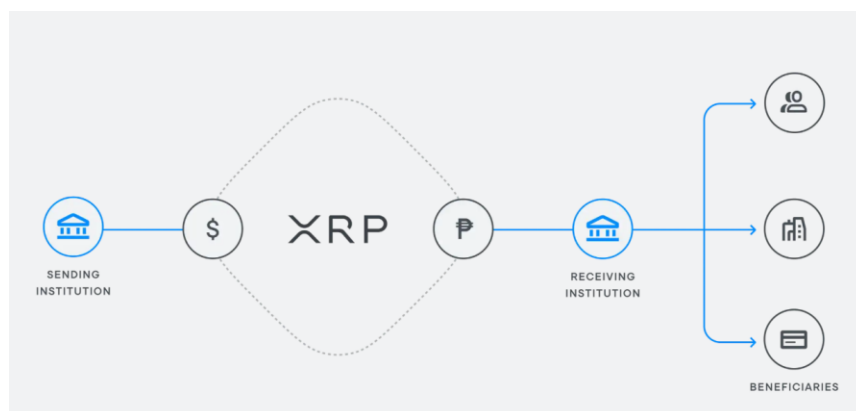 $
XRP
₱
SENDING
INSTITUTION
RECEIVING
INSTITUTION
BENEFICIARIES